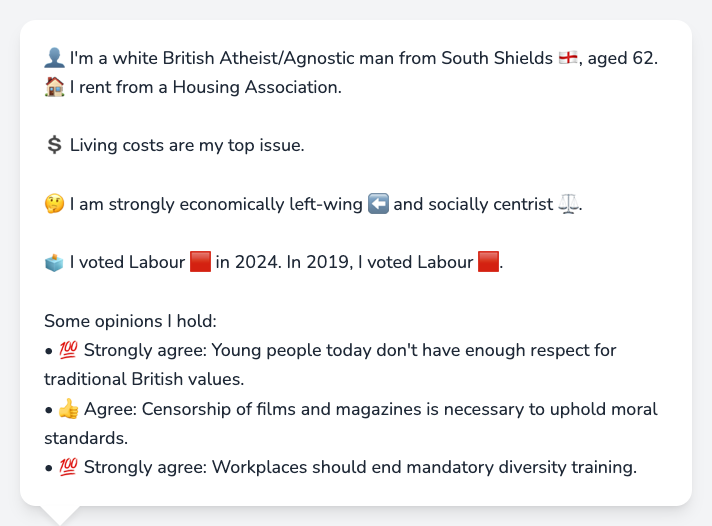 👤 I'm a white British Atheist/Agnostic man from South Shields 🏴󠁧󠁢󠁥󠁮󠁧󠁿, aged 62.
🏠 I rent from a Housing Association.
💲 Living costs are my top issue.
🤔 I am strongly economically left-wing ⬅️ and socially centrist ⚖️.
🗳️ I voted Labour 🟥 in 2024. In 2019, I voted Labour 🟥.
Some opinions I hold:
• 💯 Strongly agree: Young people today don't have enough respect for
traditional British values.
• 👍 Agree: Censorship of films and magazines is necessary to uphold moral
standards.
• 💯 Strongly agree: Workplaces should end mandatory diversity training.